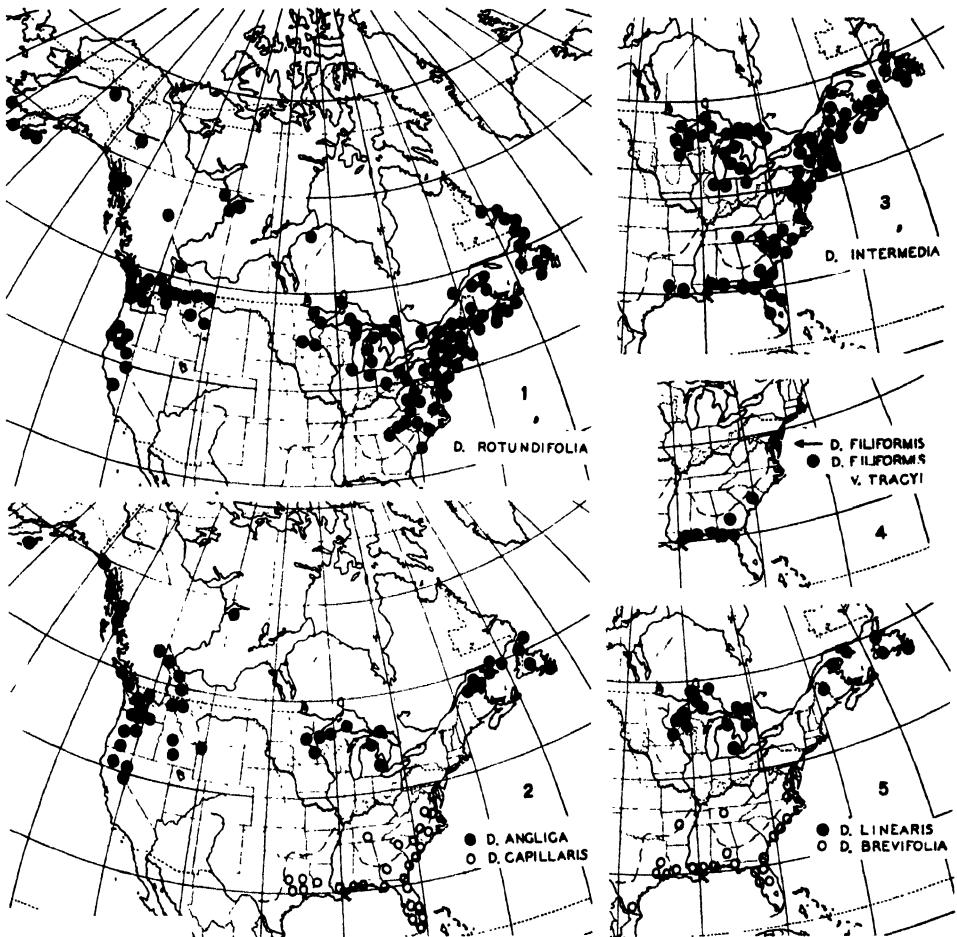 1
D. ROTUNDIFOLIA
2
D. ANGLICA
D. CAPILLARIS
3
D. INTERMEDIA
D. FILIFORMIS
D. FILIFORMIS
V. TRACYI
4
5
D. LINEARIS
D. BREVIFOLIA